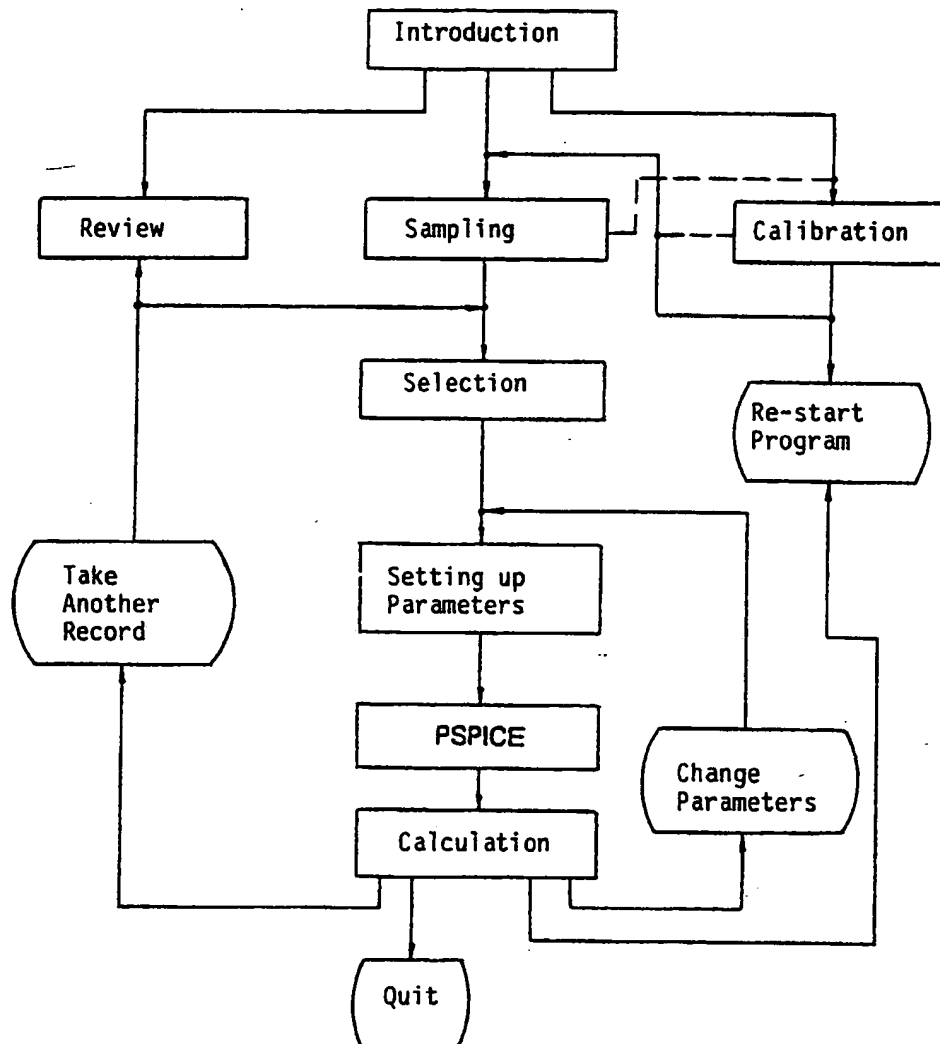 Introduction
Review
Sampling
Calibration
Selection
Re-start
Program
Take
Another
Record
Setting up
Parameters
PSPICE
Change
Parameters
Calculation
Quit